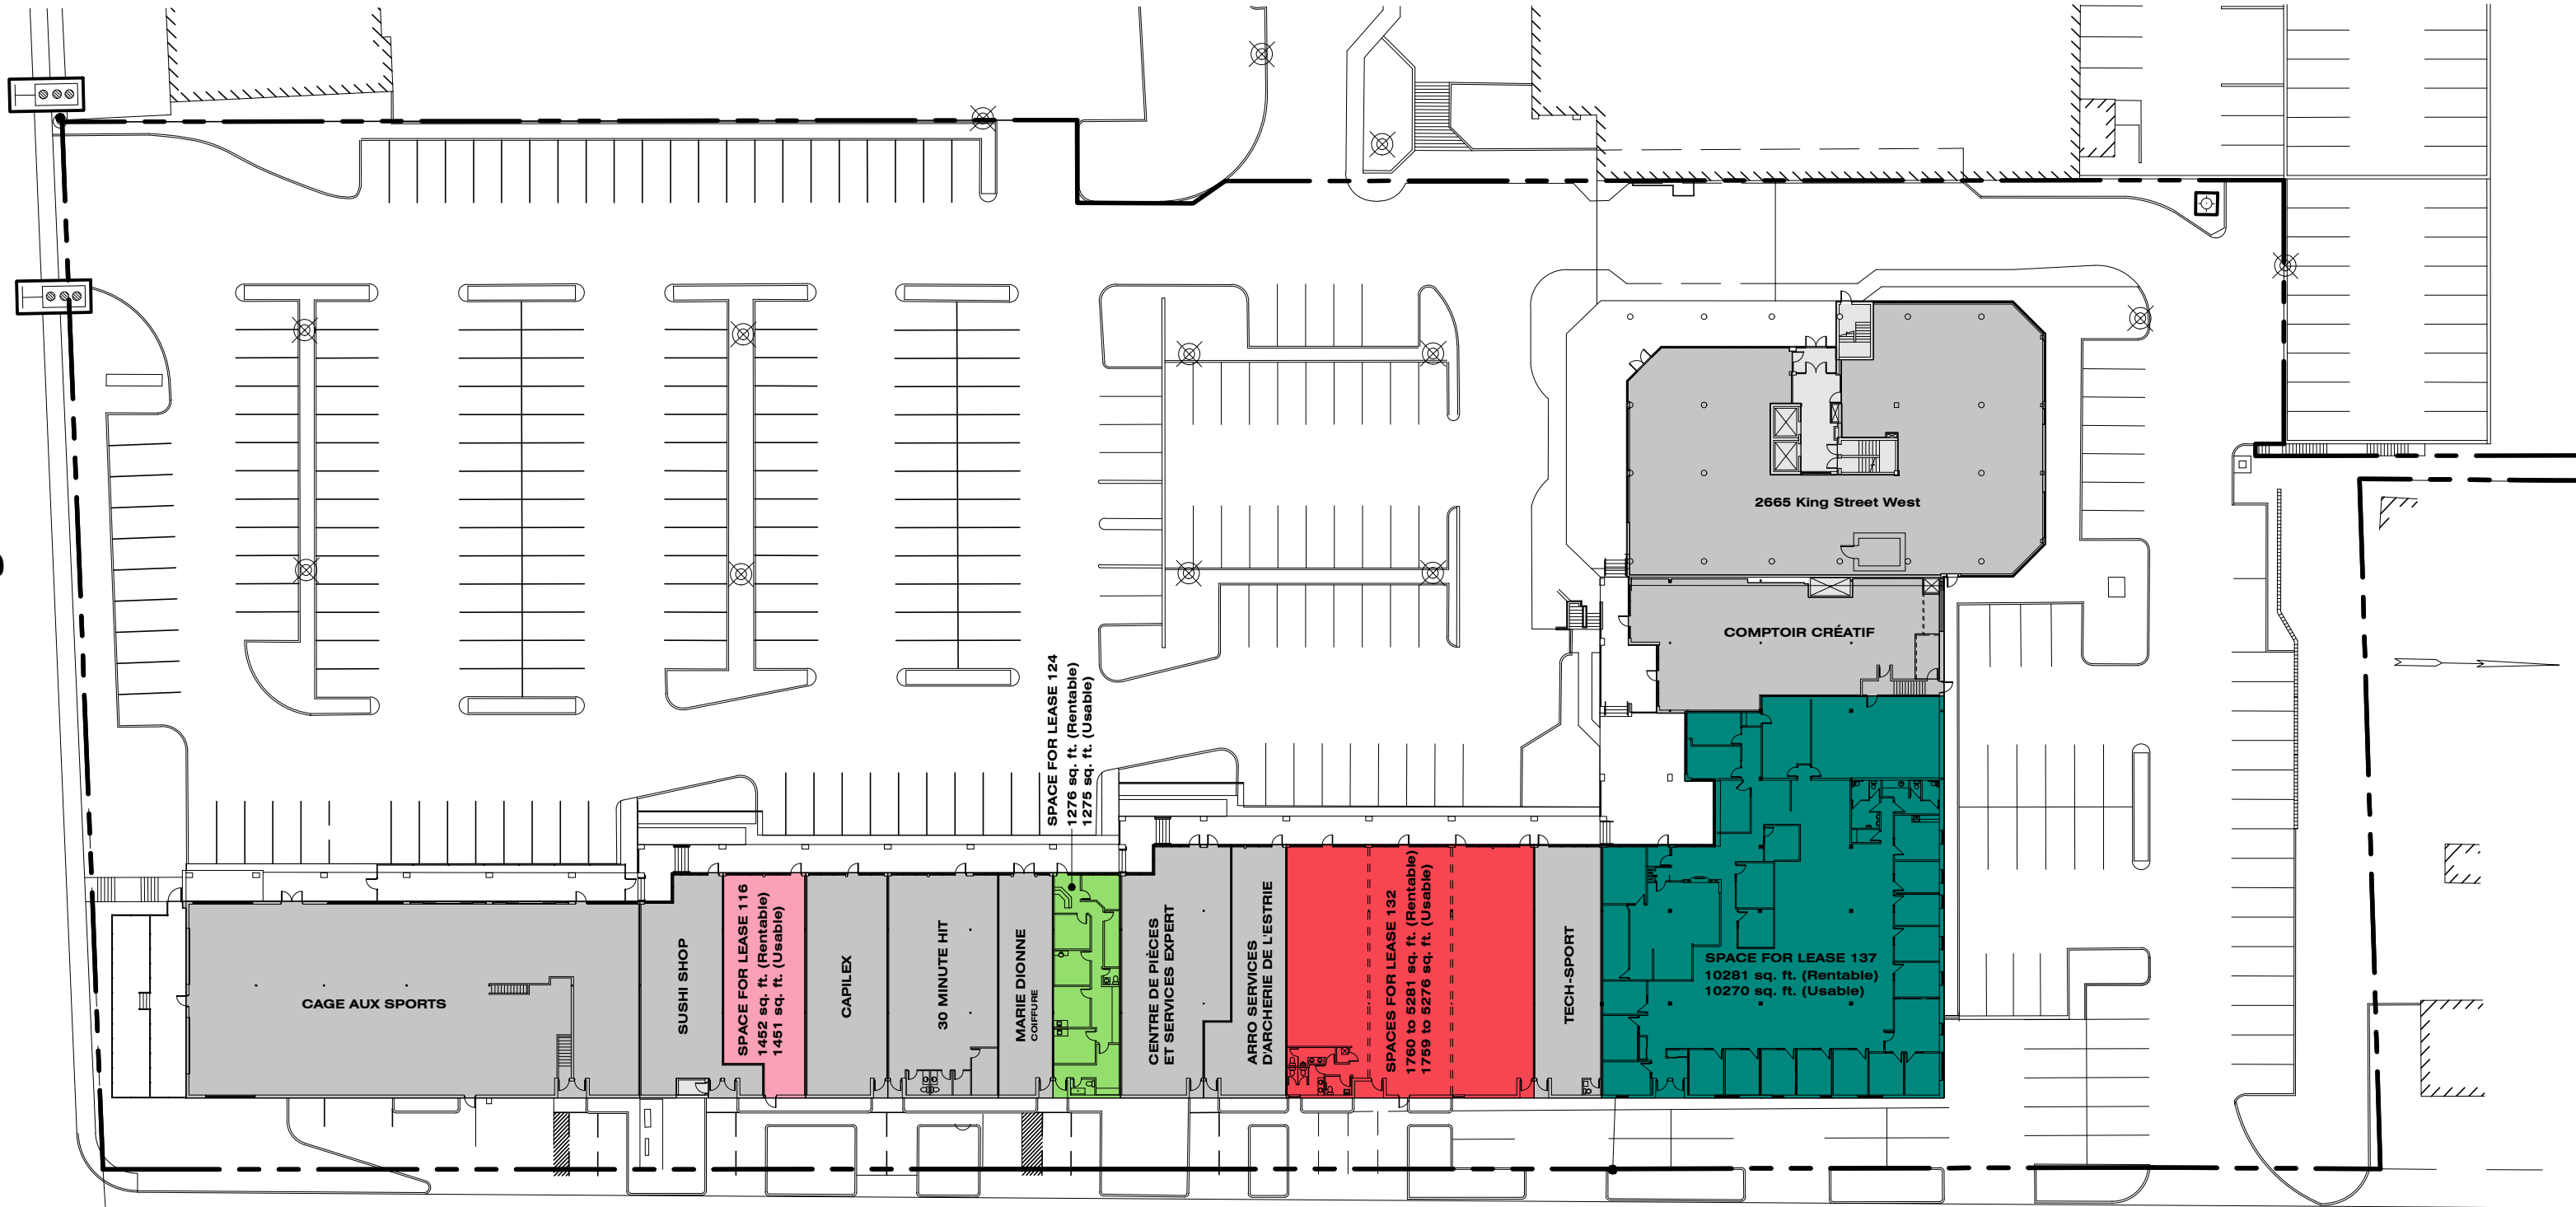 2665 King Street West
COMPTOIR CRÉATIF
SPACE FOR LEASE 124
1276 sq. ft. (Rentable)
1275 sq. ft. (Usable)
CAGE AUX SPORTS
SUSHI SHOP
SPACE FOR LEASE 116
1452 sq. ft. (Rentable)
1451 sq. ft. (Usable)
CAPILEX
30 MINUTE HIT
MARIE DIONNE
COIFFURE
CENTRE DE PIÈCES
ET SERVICES EXPERT
ARRO SERVICES
D'ARCHERIE DE L'ESTRIE
SPACES FOR LEASE 132
1760 to 5281 sq. ft. (Rentable)
1759 to 5276 sq. ft. (Usable)
TECH-SPORT
SPACE FOR LEASE 137
10281 sq. ft. (Rentable)
10270 sq. ft. (Usable)